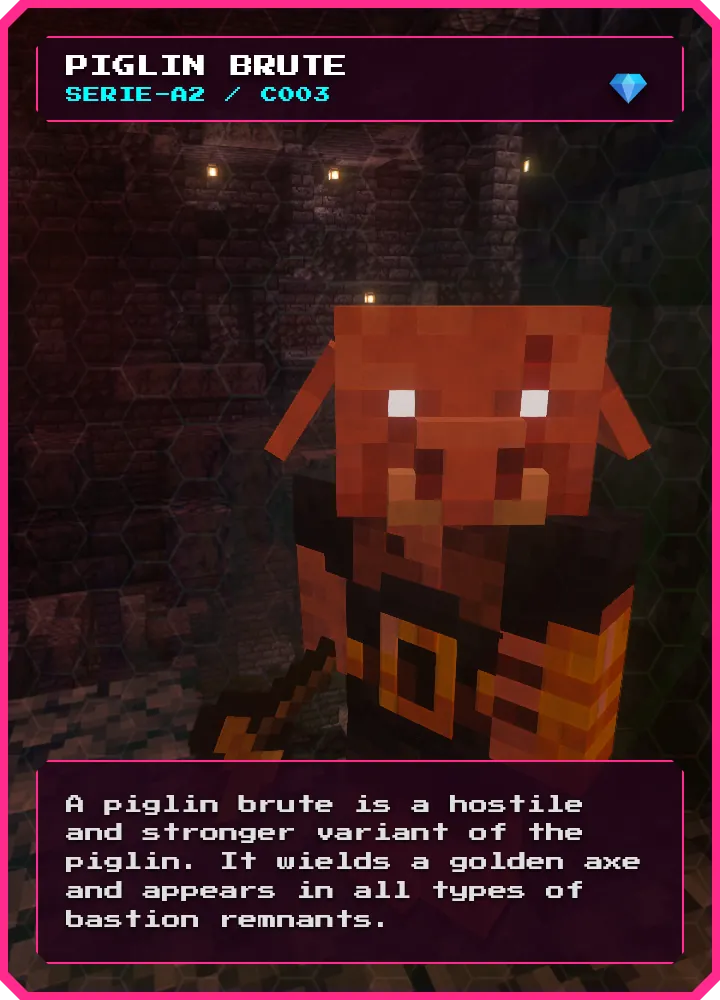 PIGLIN BRUTE
SERIE-A2 / C003
A piglin brute is a hostile
and stronger variant of the
piglin. It wields a golden axe
and appears in all types of
bastion remnants.